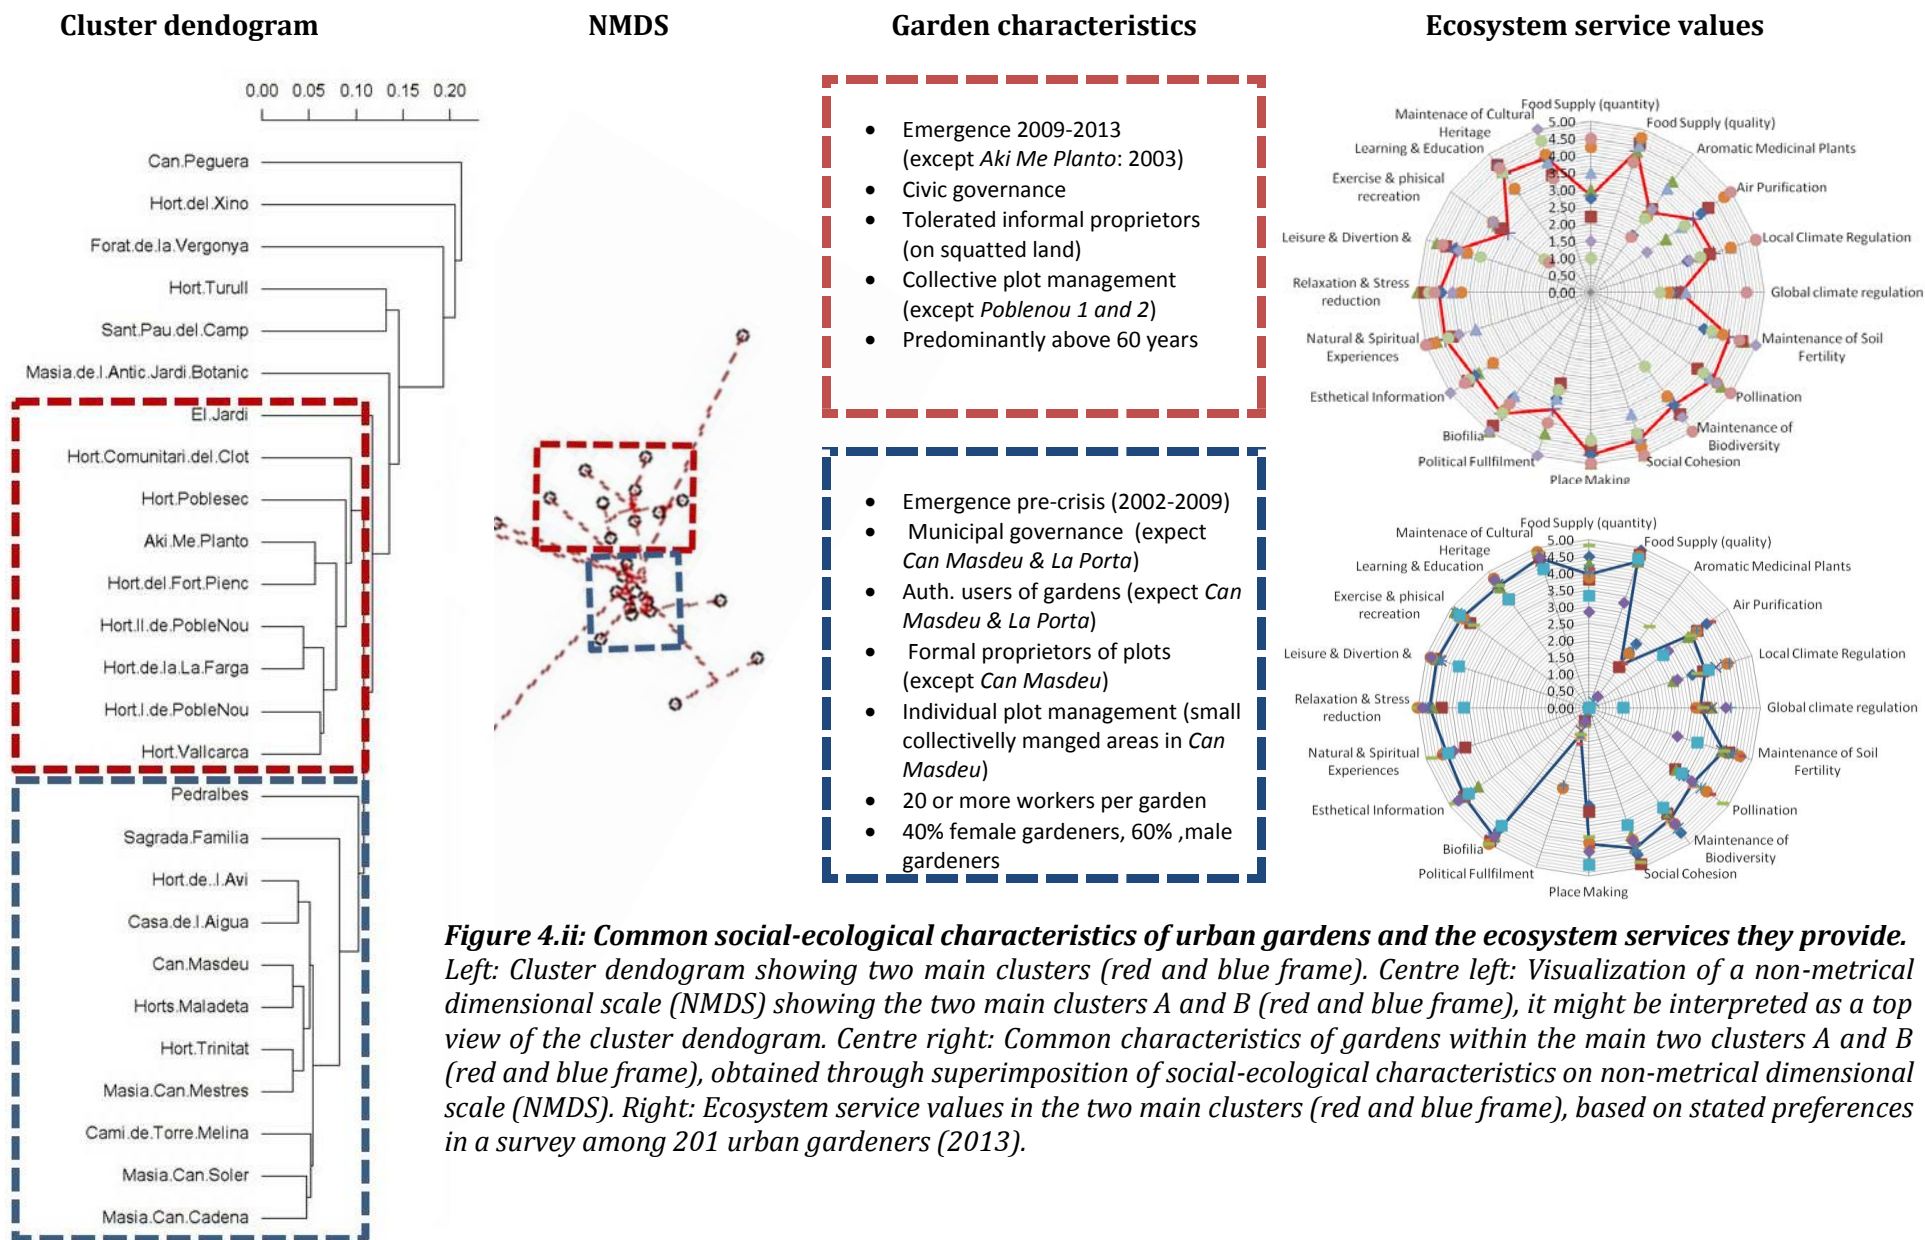 Cluster dendogram
NMDS
Garden characteristics
Ecosystem service values
0.00 0.05 0.10 0.15 0.20
Can.Peguera
Hort.del.Xino
Forat.de.la.Vergonya
Hort.Turull
Sant.Pau.del.Camp
Masia.de.l.Antic.Jardi.Botanic
El.Jardi
Hort.Comunitari.del.Clot
Hort.Poblesec
Aki.Me.Planto
Hort.del.Fort.Pienc
Hort.II.de.PobleNou
Hort.de.la.La.Farga
Hort.I.de.PobleNou
Hort.Vallcarca
Pedralbes
Sagrada.Familia
Hort.de..l.Avi
Casa.de.l.Aigua
Can.Masdeu
Horts.Maladeta
Hort.Trinitat
Masia.Can.Mestres
Cami.de.Torre.Melina
Masia.Can.Soler
Masia.Can.Cadena
• Emergence 2009-2013
(except Aki Me Planto: 2003)
• Civic governance
• Tolerated informal proprietors
(on squatted land)
• Collective plot management
(except Poblenou 1 and 2)
• Predominantly above 60 years
• Emergence pre-crisis (2002-2009)
• Municipal governance (expect
Can Masdeu & La Porta)
• Auth. users of gardens (expect Can
Masdeu & La Porta)
• Formal proprietors of plots
(except Can Masdeu)
• Individual plot management (small
collectivelly manged areas in Can
Masdeu)
• 20 or more workers per garden
• 40% female gardeners, 60% ,male
gardeners
Food Supply (quantity)
Food Supply (quality)
Aromatic Medicinal Plants
Air Purification
Local Climate Regulation
Global climate regulation
Maintenance of Soil
Fertility
Pollination
Maintenance of
Biodiversity
Social Cohesion
Place Making
Political Fullfilment
Biofilia
Esthetical Information
Natural & Spiritual
Experiences
Relaxation & Stress
reduction
Leisure & Divertion &
Exercise & phisical
recreation
Learning & Education
Maintenace of Cultural
Heritage
5.00
4.50
4.00
3.50
3.00
2.50
2.00
1.50
1.00
0.50
0.00
Food Supply (quantity)
Food Supply (quality)
Aromatic Medicinal Plants
Air Purification
Local Climate Regulation
Global climate regulation
Maintenance of Soil
Fertility
Pollination
Maintenance of
Biodiversity
Social Cohesion
Place Making
Political Fullfilment
Biofilia
Esthetical Information
Natural & Spiritual
Experiences
Relaxation & Stress
reduction
Leisure & Divertion &
Exercise & phisical
recreation
Learning & Education
Maintenace of Cultural
Heritage
5.00
4.50
4.00
3.50
3.00
2.50
2.00
1.50
1.00
0.50
0.00
Figure 4.ii: Common social-ecological characteristics of urban gardens and the ecosystem services they provide.
Left: Cluster dendogram showing two main clusters (red and blue frame). Centre left: Visualization of a non-metrical
dimensional scale (NMDS) showing the two main clusters A and B (red and blue frame), it might be interpreted as a top
view of the cluster dendogram. Centre right: Common characteristics of gardens within the main two clusters A and B
(red and blue frame), obtained through superimposition of social-ecological characteristics on non-metrical dimensional
scale (NMDS). Right: Ecosystem service values in the two main clusters (red and blue frame), based on stated preferences
in a survey among 201 urban gardeners (2013).